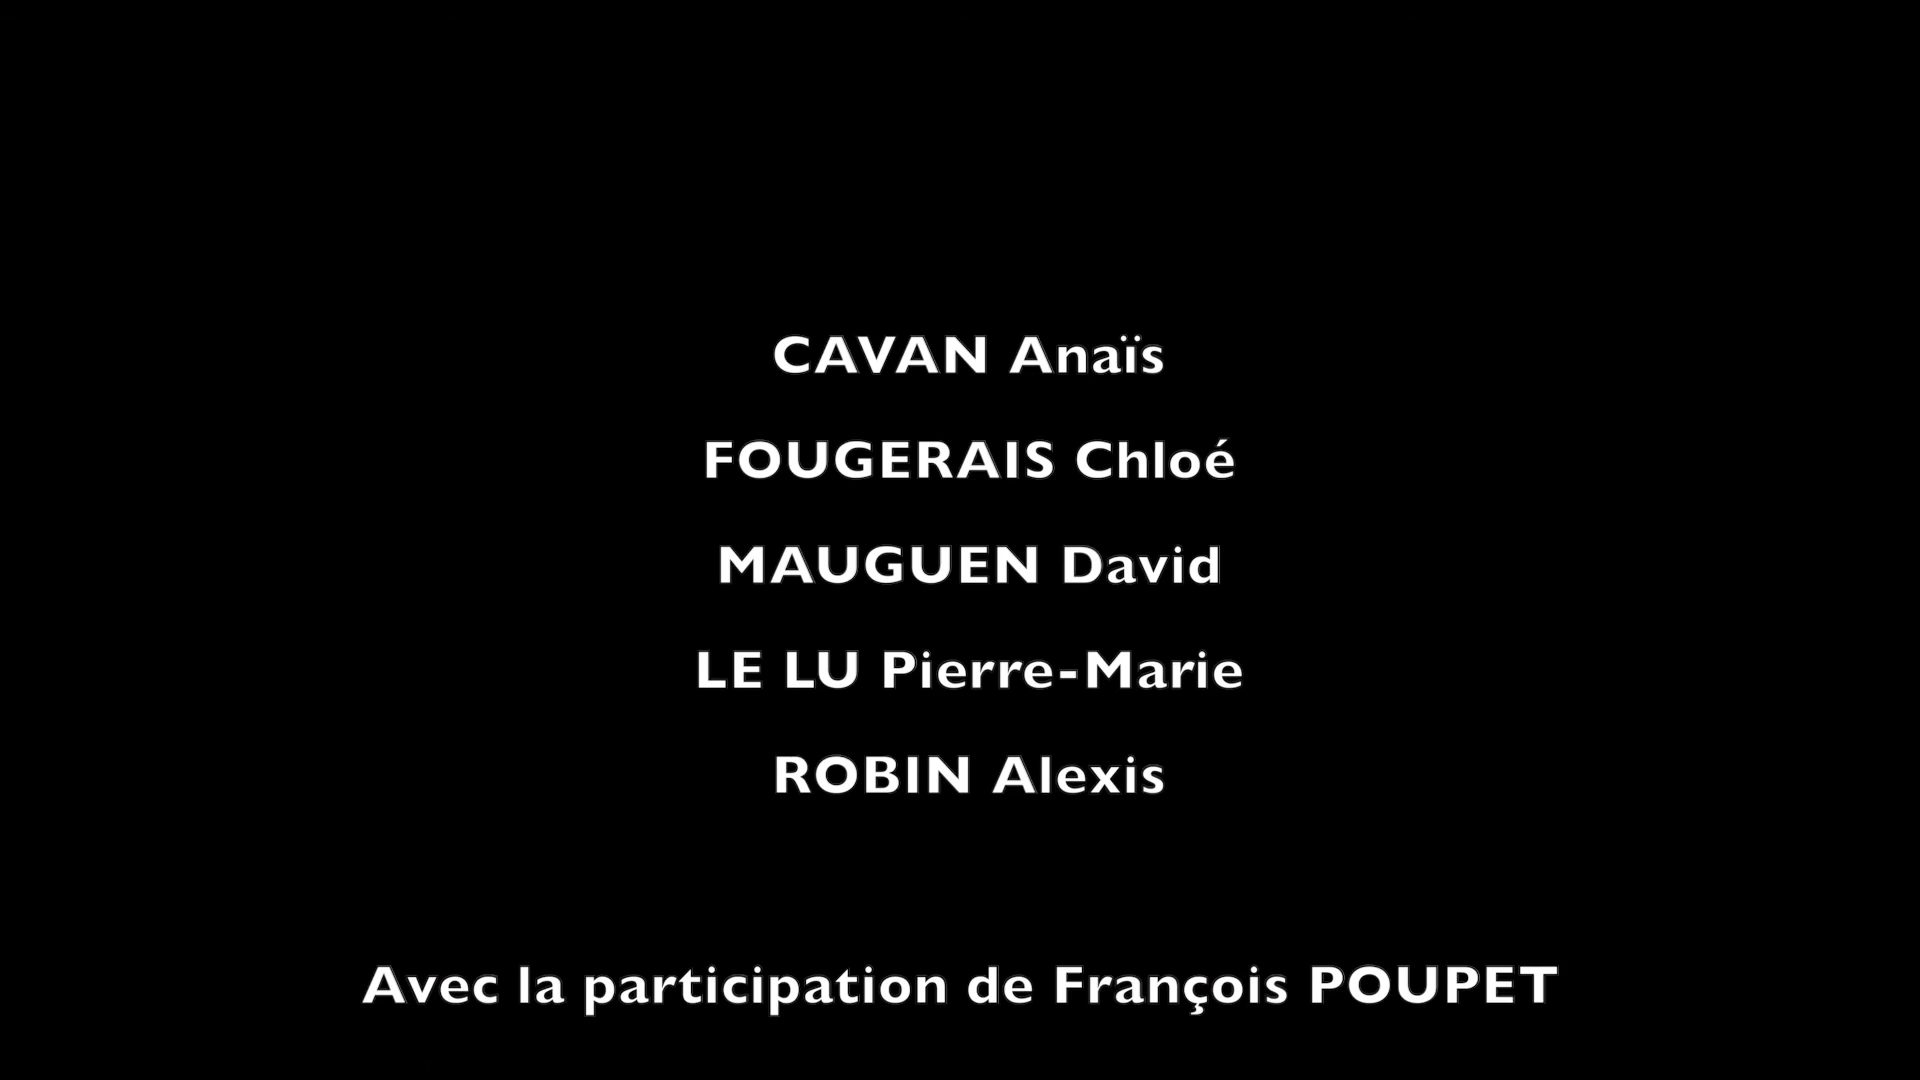 CAVAN Anaïs
FOUGERAIS Chloé
MAUGUEN David
LE LU Pierre-Marie
ROBIN Alexis
Avec la participation de François POUPET